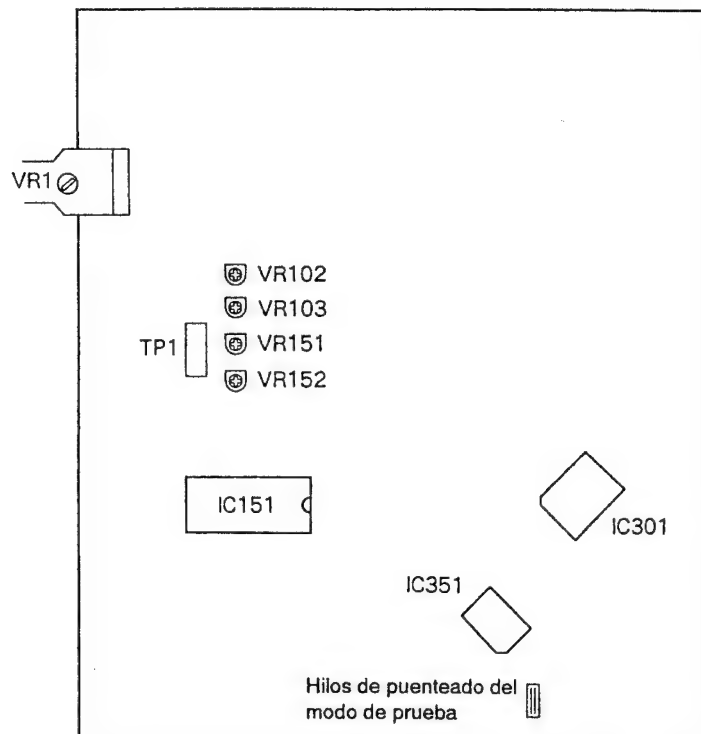 VR1
VR102
VR103
VR151
TP1
VR152
IC151
IC301
IC351
Hilos de puenteado del
modo de prueba